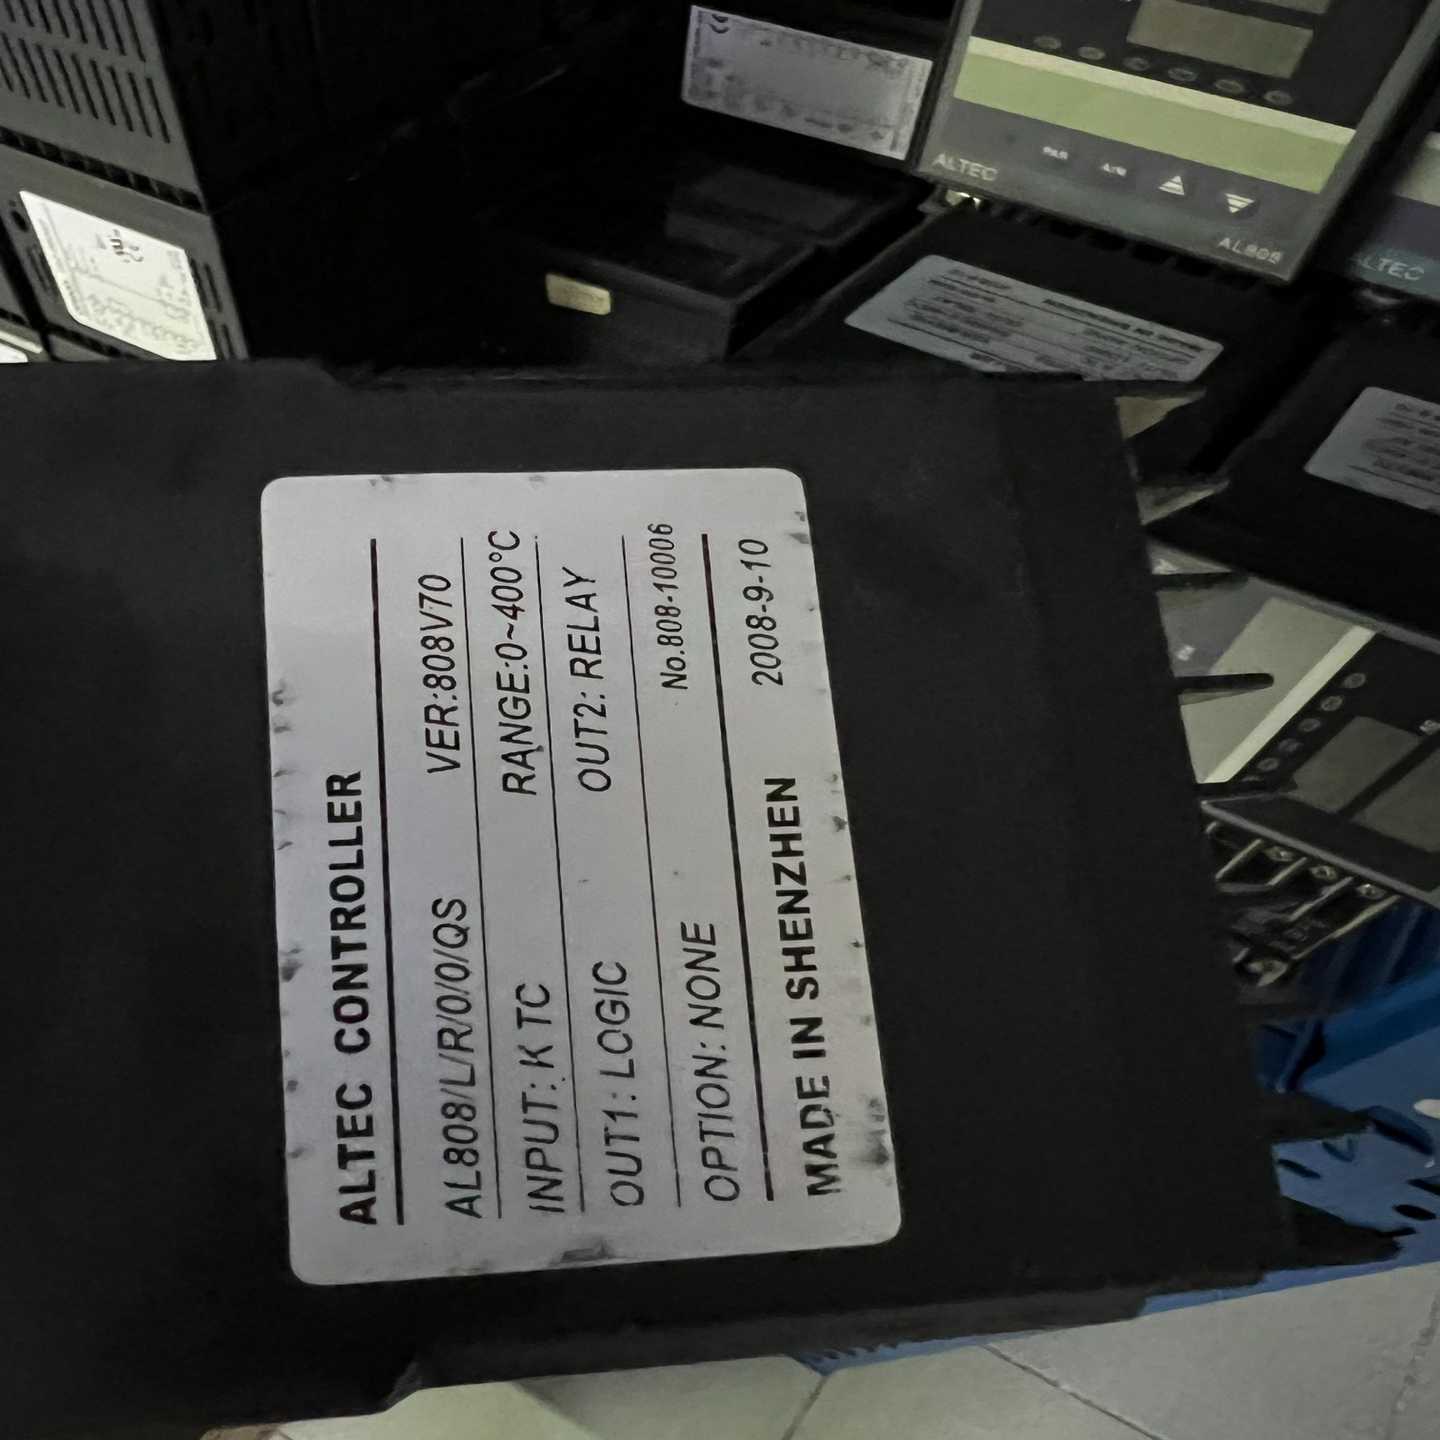 ALTEC CONTROLLER
AL808/L/R/0/0/QS VER:808V70
INPUT: K TC RANGE:0~400°C
OUT1: LOGIC OUT2: RELAY
OPTION: NONE No.808-10006
MADE IN SHENZHEN 2008-9-10
ALTEC
AL808
ALTEC